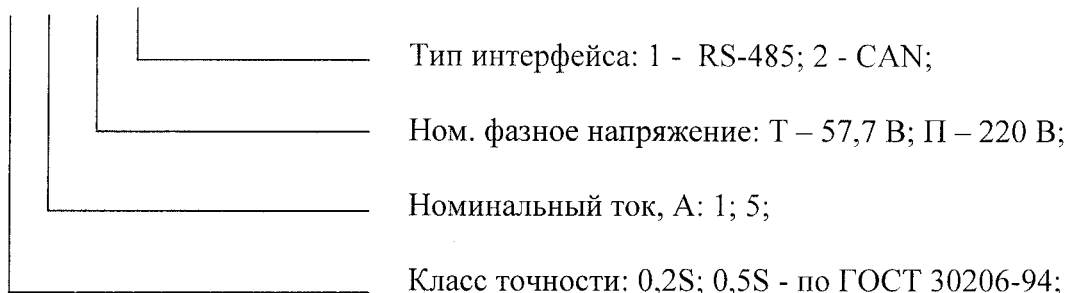 Тип интерфейса: 1 - RS-485; 2 - CAN;
Ном. фазное напряжение: Т – 57,7 В; П – 220 В;
Номинальный ток, А: 1; 5;
Класс точности: 0,2S; 0,5S - по ГОСТ 30206-94;